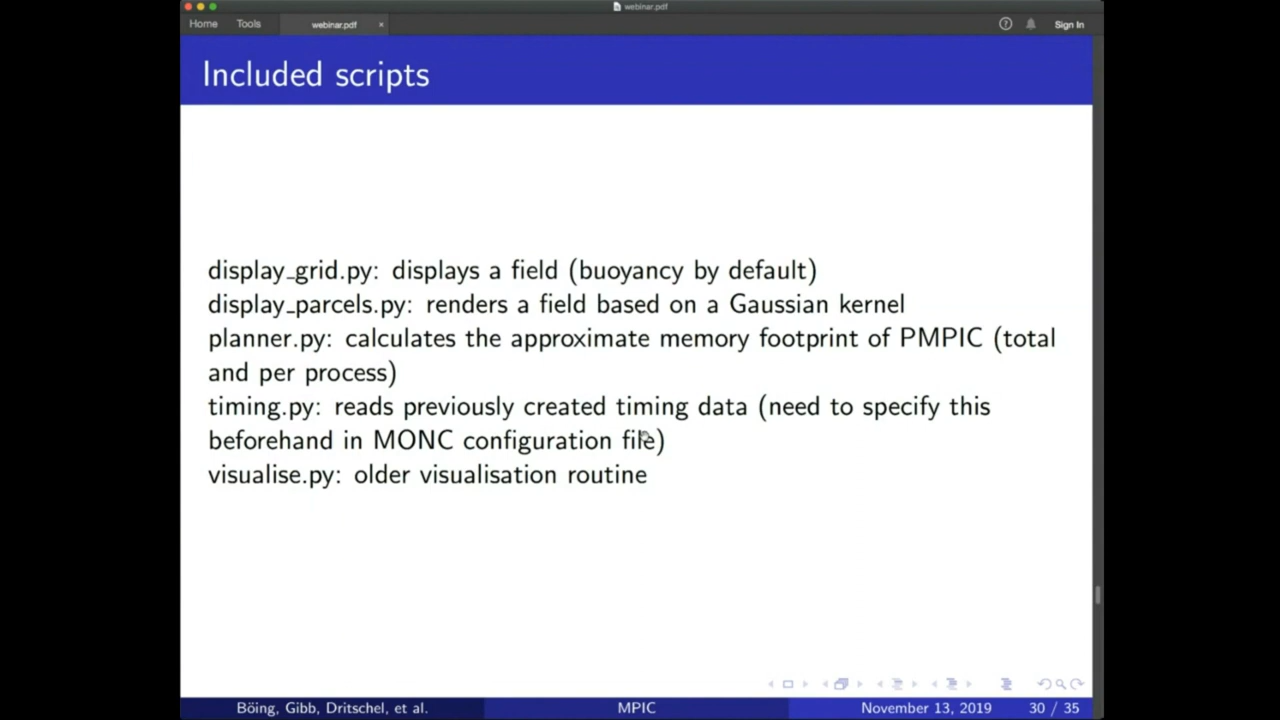 webinar.pdf
Home Tools webinar.pdf × Sign In
Included scripts
display_grid.py: displays a field (buoyancy by default)
display_parcels.py: renders a field based on a Gaussian kernel
planner.py: calculates the approximate memory footprint of PMPIC (total
and per process)
timing.py: reads previously created timing data (need to specify this
beforehand in MONC configuration file)
visualise.py: older visualisation routine
Böing, Gibb, Dritschel, et al. MPIC November 13, 2019 30 / 35